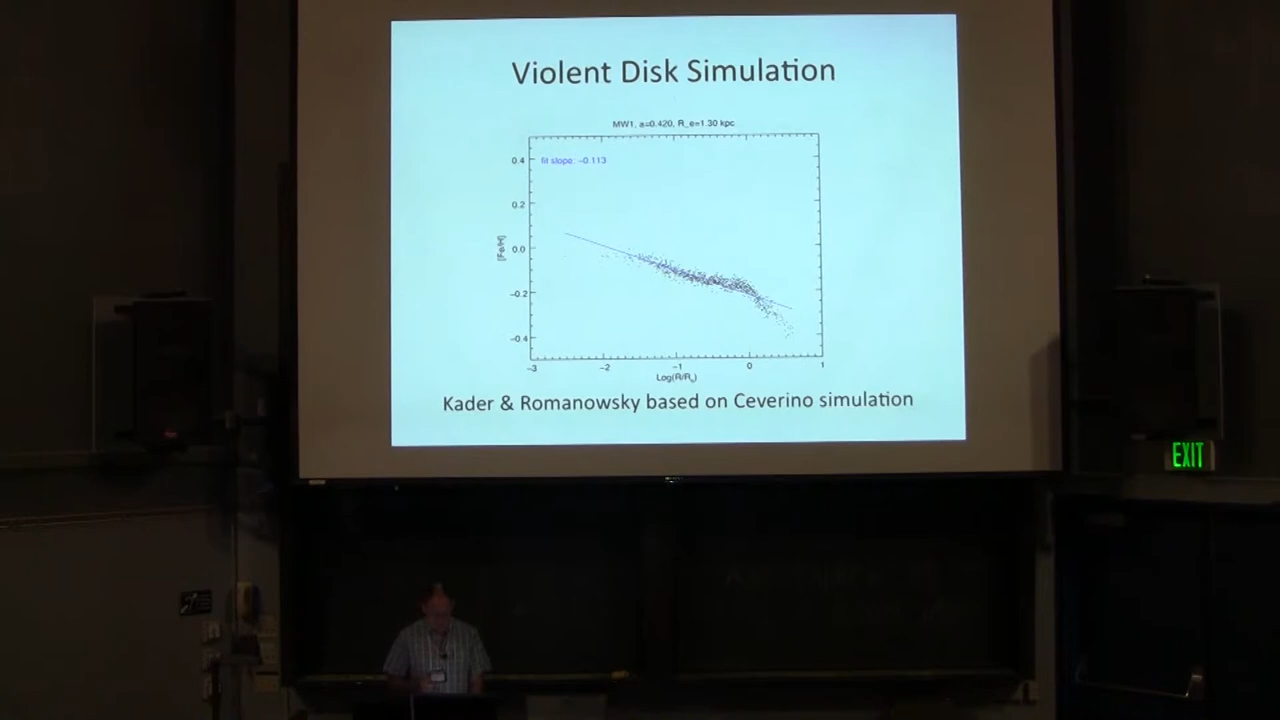 Violent Disk Simulation
MW1, a=0.420, R_e=1.30 kpc
fit slope: -0.113
0.4
0.2
0.0
-0.2
-0.4
[Fe/H]
-3 -2 -1 0 1
Log(R/Rₑ)
Kader & Romanowsky based on Ceverino simulation
EXIT